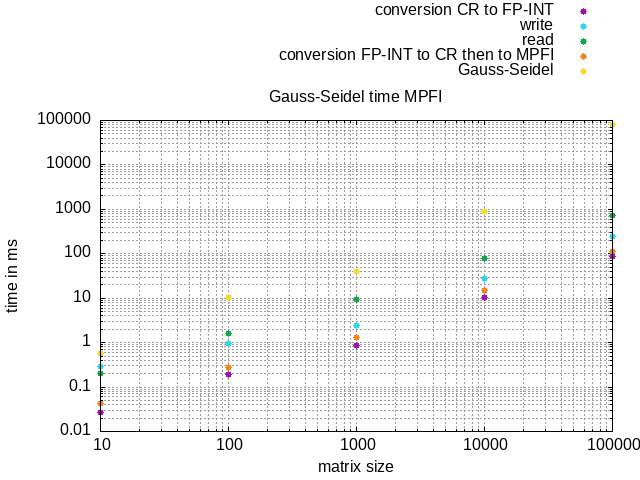 conversion CR to FP-INT
write
read
conversion FP-INT to CR then to MPFI
Gauss-Seidel
Gauss-Seidel time MPFI
100000
10000
1000
100
10
1
0.1
0.01
time in ms
10 100 1000 10000 100000
matrix size